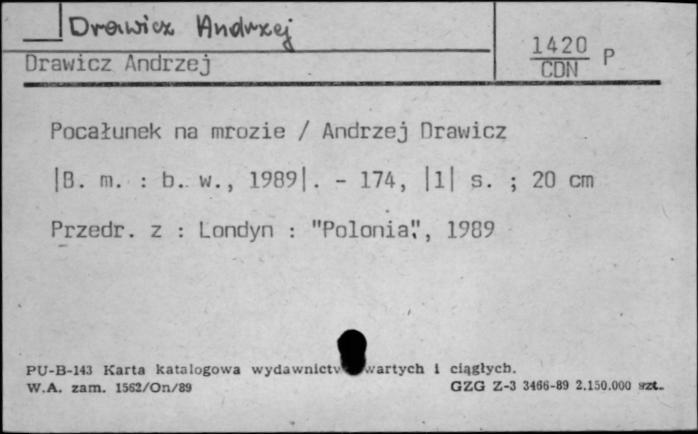 Drawicz Andrzej
Drawicz Andrzej
1420 P
CDN
Pocałunek na mrozie / Andrzej Drawicz
|B. m. : b. w., 1989|. - 174, |1| s. ; 20 cm
Przedr. z : Londyn : "Polonia", 1989
PU-B-143 Karta katalogowa wydawnictw zwartych i ciągłych.
W.A. zam. 1562/On/89
GZG Z-3 3466-89 2.150.000 szt.